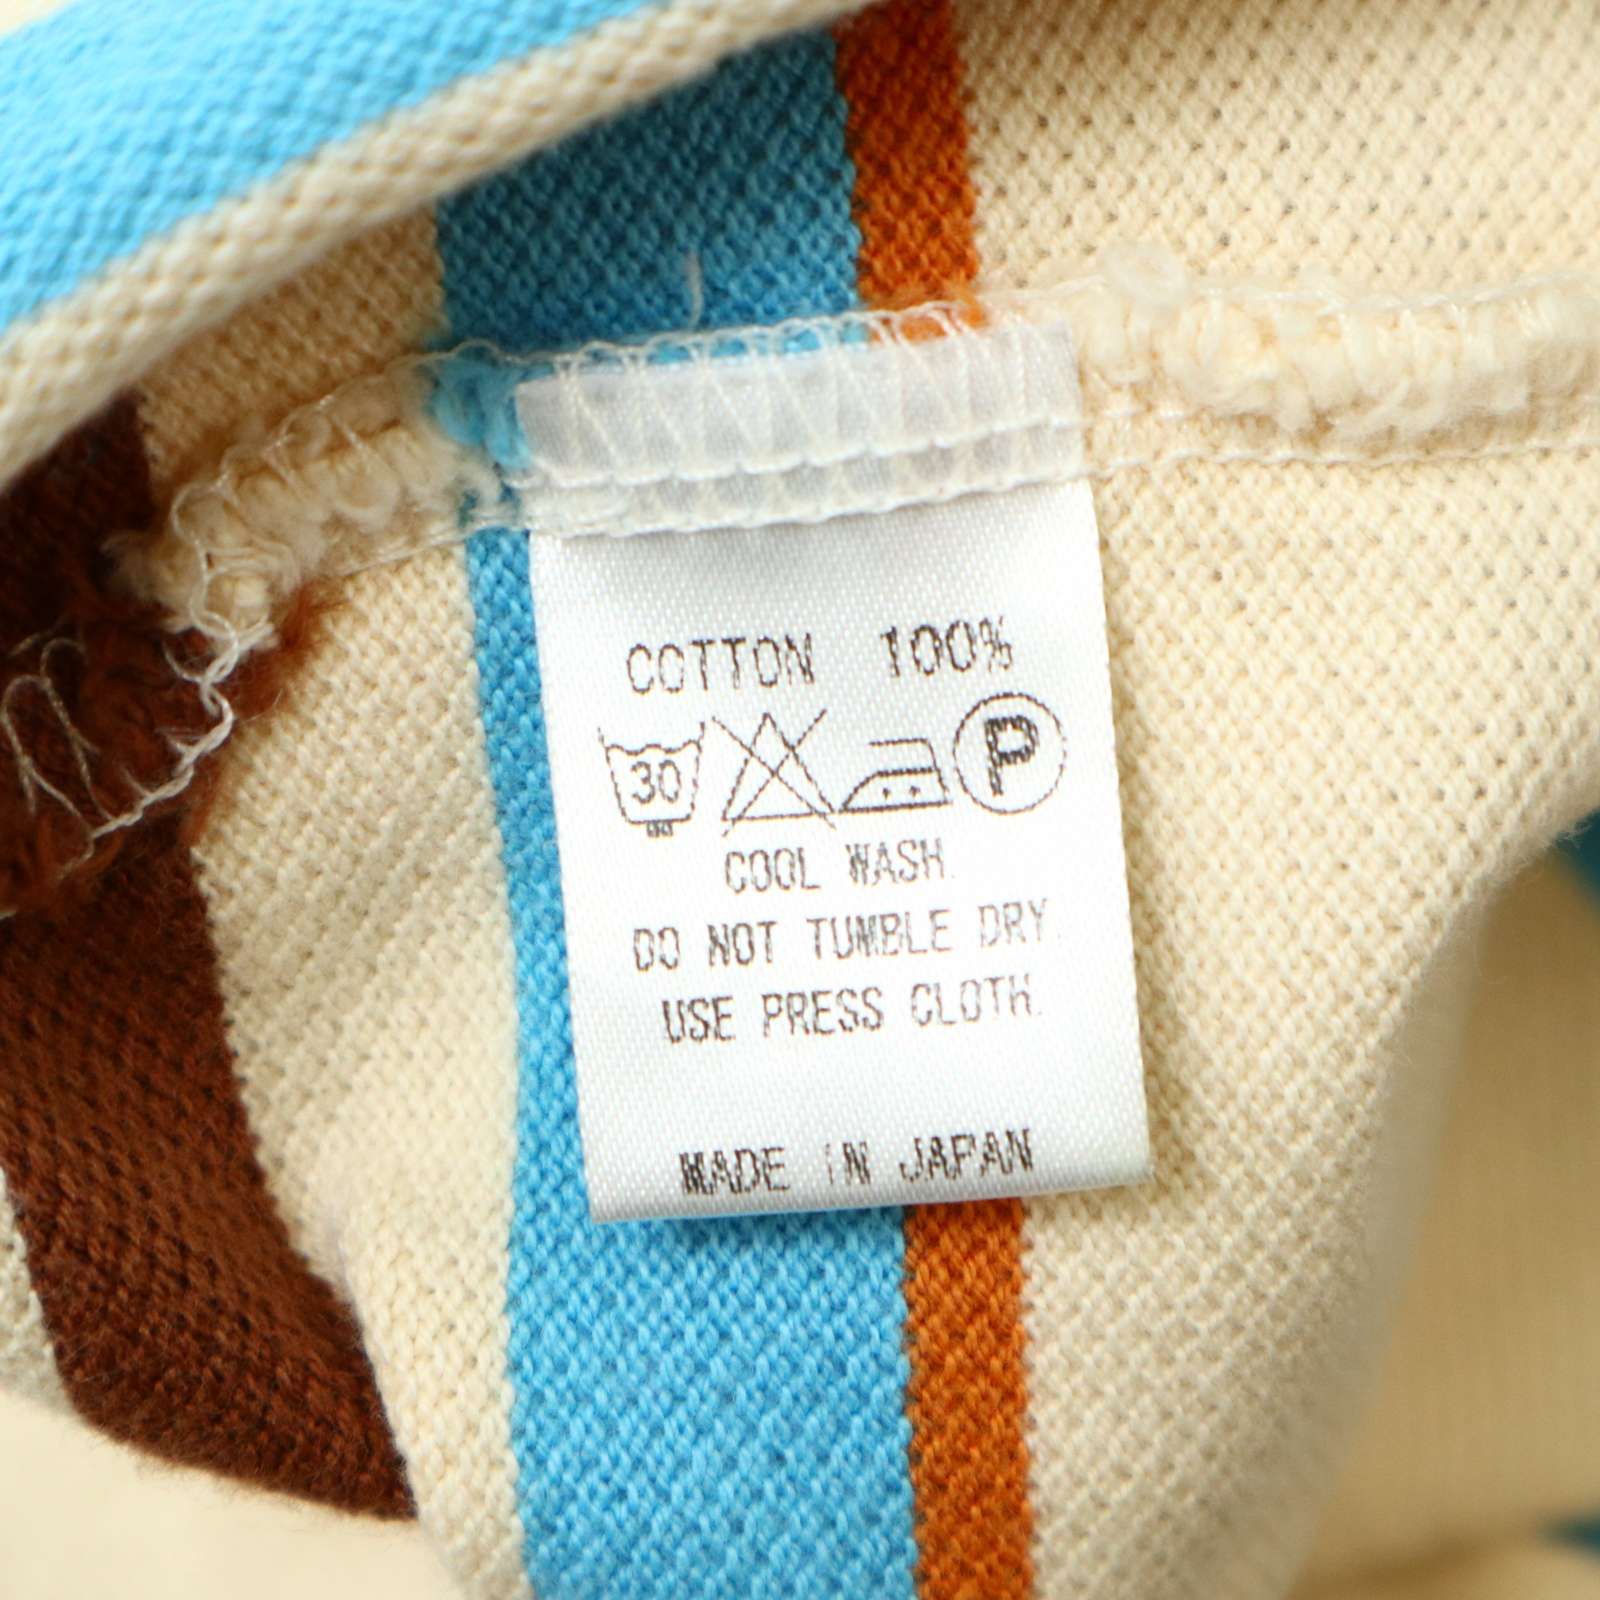 COTTON 100%
30 P
COOL WASH.
DO NOT TUMBLE DRY.
USE PRESS CLOTH.
MADE IN JAPAN